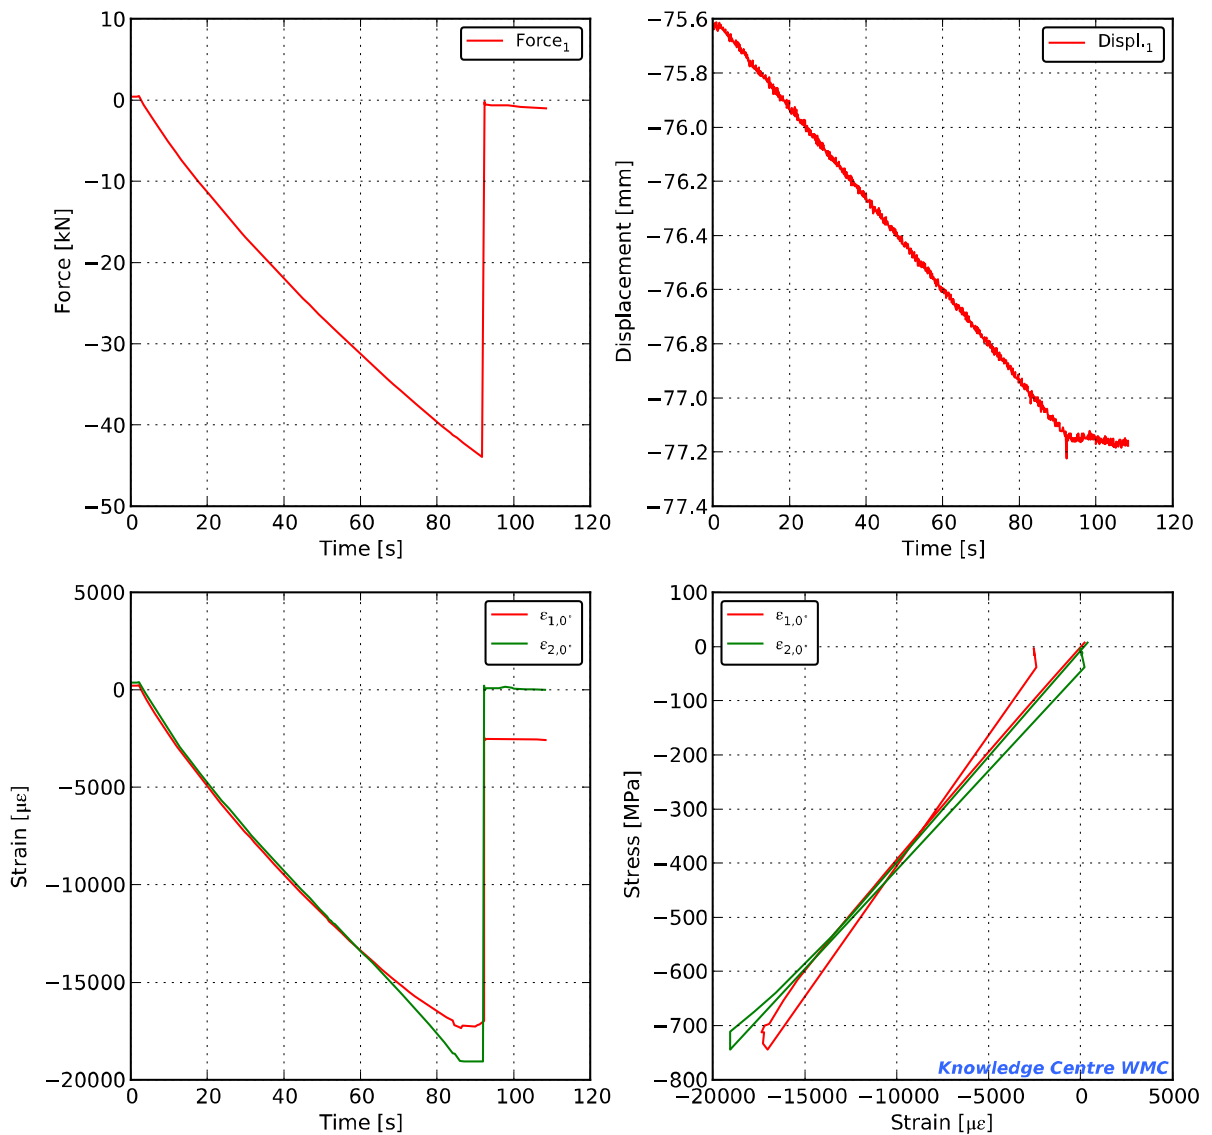 10
0
−10
−20
−30
−40
−50
0 20 40 60 80 100 120
Force [kN]
Time [s]
Force₁
−75.6
−75.8
−76.0
−76.2
−76.4
−76.6
−76.8
−77.0
−77.2
−77.4
0 20 40 60 80 100 120
Displacement [mm]
Time [s]
Displ.₁
5000
0
−5000
−10000
−15000
−20000
0 20 40 60 80 100 120
Strain [με]
Time [s]
ε1,0°
ε2,0°
100
0
−100
−200
−300
−400
−500
−600
−700
−800
−20000 −15000 −10000 −5000 0 5000
Stress [MPa]
Strain [με]
ε1,0°
ε2,0°
Knowledge Centre WMC